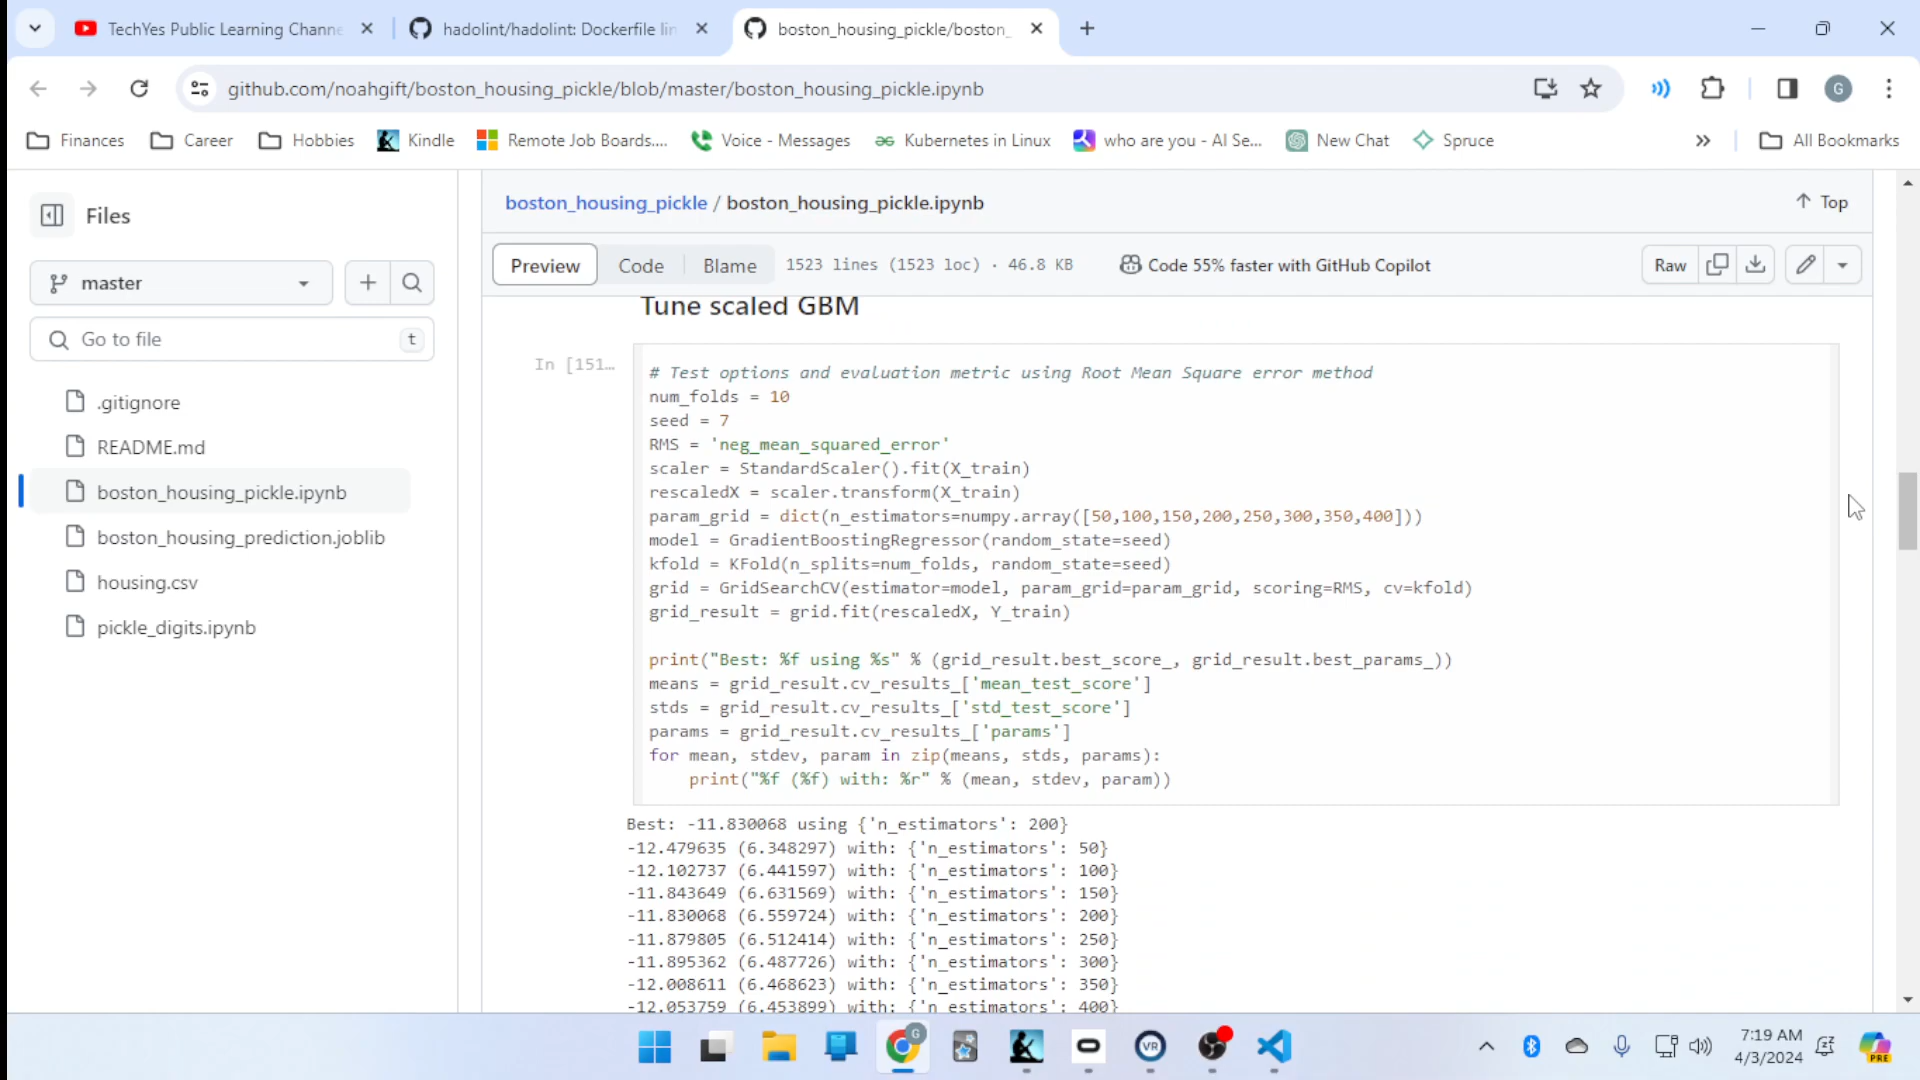 TechYes Public Learning Channe
hadolint/hadolint: Dockerfile lin
boston_housing_pickle/boston_
github.com/noahgift/boston_housing_pickle/blob/master/boston_housing_pickle.ipynb
G
Finances
Career
Hobbies
Kindle
Remote Job Boards....
Voice - Messages
Kubernetes in Linux
who are you - AI Se...
New Chat
Spruce
All Bookmarks
Files
master
Go to file
t
.gitignore
README.md
boston_housing_pickle.ipynb
boston_housing_prediction.joblib
housing.csv
pickle_digits.ipynb
boston_housing_pickle / boston_housing_pickle.ipynb
Top
Preview
Code
Blame
1523 lines (1523 loc) · 46.8 KB
Code 55% faster with GitHub Copilot
Raw
Tune scaled GBM
In [151…
# Test options and evaluation metric using Root Mean Square error method
num_folds = 10
seed = 7
RMS = 'neg_mean_squared_error'
scaler = StandardScaler().fit(X_train)
rescaledX = scaler.transform(X_train)
param_grid = dict(n_estimators=numpy.array([50,100,150,200,250,300,350,400]))
model = GradientBoostingRegressor(random_state=seed)
kfold = KFold(n_splits=num_folds, random_state=seed)
grid = GridSearchCV(estimator=model, param_grid=param_grid, scoring=RMS, cv=kfold)
grid_result = grid.fit(rescaledX, Y_train)
print("Best: %f using %s" % (grid_result.best_score_, grid_result.best_params_))
means = grid_result.cv_results_['mean_test_score']
stds = grid_result.cv_results_['std_test_score']
params = grid_result.cv_results_['params']
for mean, stdev, param in zip(means, stds, params):
    print("%f (%f) with: %r" % (mean, stdev, param))
Best: -11.830068 using {'n_estimators': 200}
-12.479635 (6.348297) with: {'n_estimators': 50}
-12.102737 (6.441597) with: {'n_estimators': 100}
-11.843649 (6.631569) with: {'n_estimators': 150}
-11.830068 (6.559724) with: {'n_estimators': 200}
-11.879805 (6.512414) with: {'n_estimators': 250}
-11.895362 (6.487726) with: {'n_estimators': 300}
-12.008611 (6.468623) with: {'n_estimators': 350}
-12.053759 (6.453899) with: {'n_estimators': 400}
G
VR
7:19 AM
4/3/2024
PRE